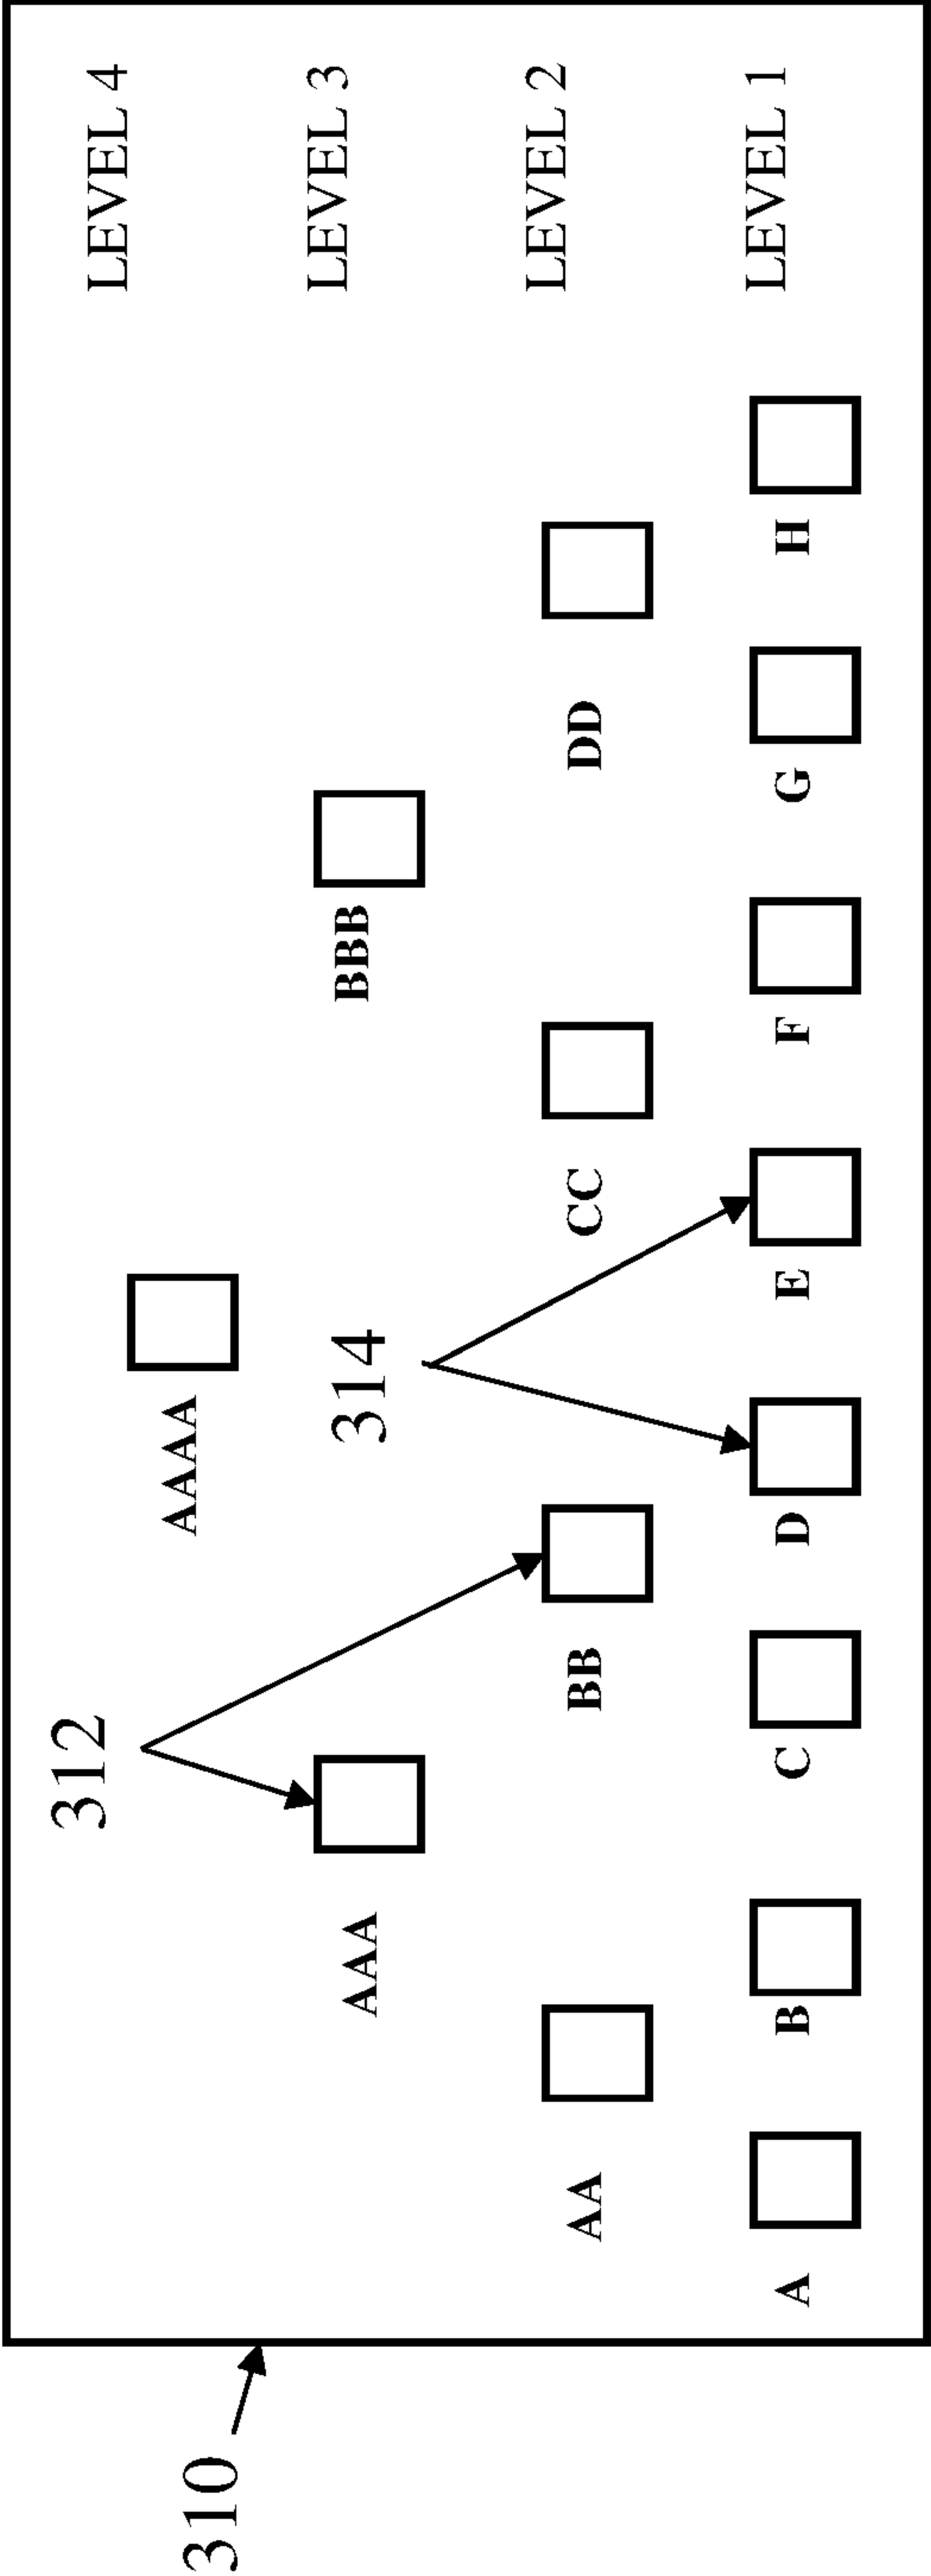 310
312
AAAA
LEVEL 4
AAA
314
BBB
LEVEL 3
AA
BB
CC
DD
LEVEL 2
A
B
C
D
E
F
G
H
LEVEL 1